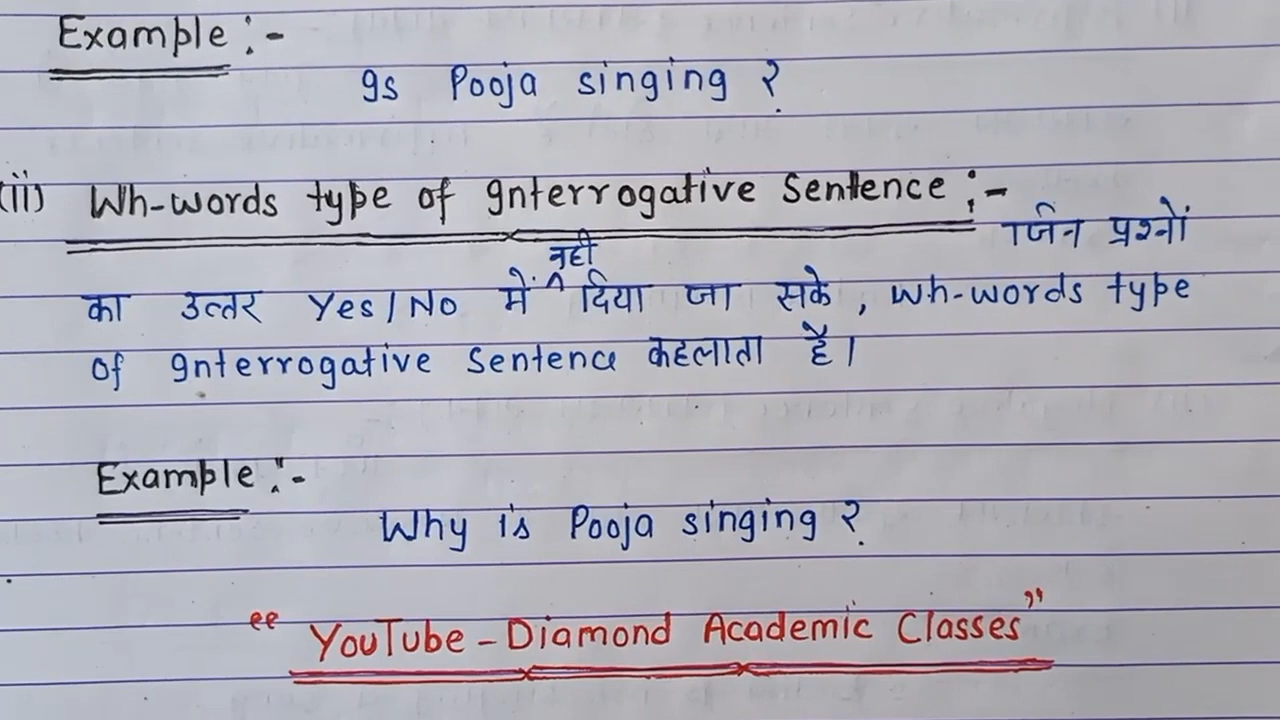 Example :-
Is Pooja singing ?
(ii) Wh-words type of Interrogative Sentence :-
जिन प्रश्नों
नही
का उत्तर Yes/No में ^ दिया जा सके, Wh-words type
of Interrogative Sentence कहलाता है।
Example :-
Why is Pooja singing ?
"YouTube - Diamond Academic Classes"